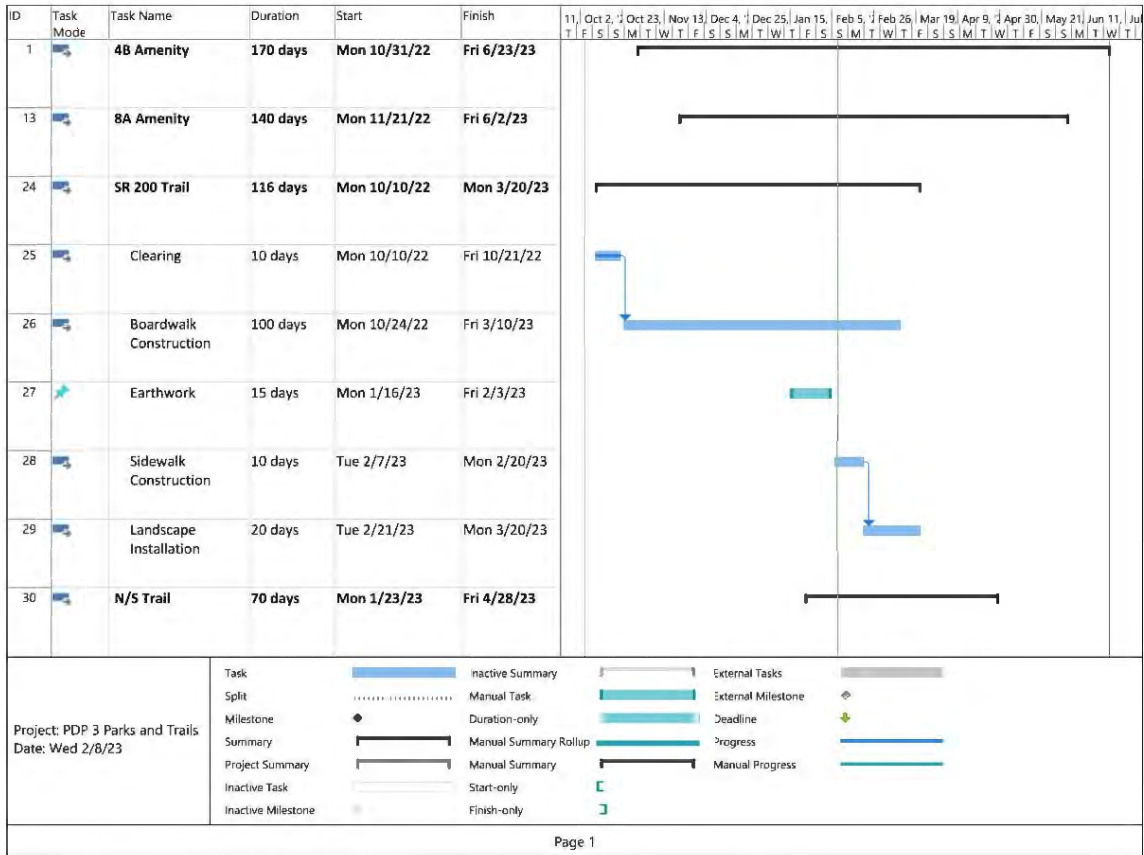 ID Task Mode Task Name Duration Start Finish
11, Oct 2, '2 Oct 23, Nov 13, Dec 4, '2 Dec 25, Jan 15, Feb 5, '2 Feb 26, Mar 19, Apr 9, '2 Apr 30, May 21, Jun 11, Jul
T F S S M T W T F S S M T W T F S S M T W T F S S M T W T
1 4B Amenity 170 days Mon 10/31/22 Fri 6/23/23
13 8A Amenity 140 days Mon 11/21/22 Fri 6/2/23
24 SR 200 Trail 116 days Mon 10/10/22 Mon 3/20/23
25 Clearing 10 days Mon 10/10/22 Fri 10/21/22
26 Boardwalk Construction 100 days Mon 10/24/22 Fri 3/10/23
27 Earthwork 15 days Mon 1/16/23 Fri 2/3/23
28 Sidewalk Construction 10 days Tue 2/7/23 Mon 2/20/23
29 Landscape Installation 20 days Tue 2/21/23 Mon 3/20/23
30 N/S Trail 70 days Mon 1/23/23 Fri 4/28/23
Project: PDP 3 Parks and Trails
Date: Wed 2/8/23
Task
Split
Milestone
Summary
Project Summary
Inactive Task
Inactive Milestone
Inactive Summary
Manual Task
Duration-only
Manual Summary Rollup
Manual Summary
Start-only
Finish-only
External Tasks
External Milestone
Deadline
Progress
Manual Progress
Page 1